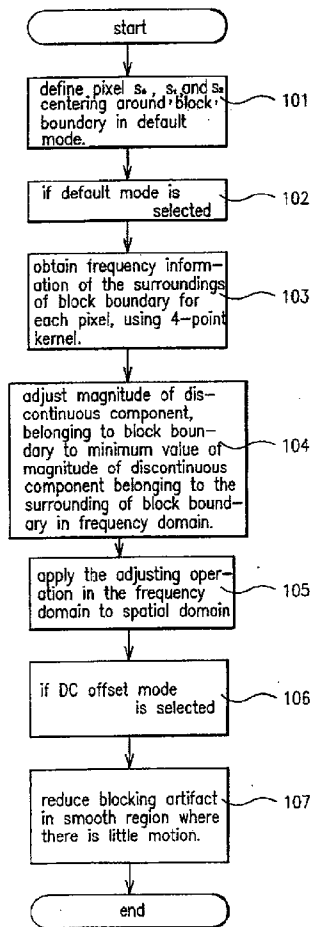 start
define pixel s₀, s₁, and s₂
centering around block
boundary in default
mode.
101
if default mode is
selected
102
obtain frequency inform-
ation of the surroundings
of block boundary for
each pixel, using 4-point
kernel.
103
adjust magnitude of dis-
continuous component,
belonging to block boun-
dary to minimum value of
magnitude of discontinuous
component belonging to the
surrounding of block bound-
ary in frequency domain.
104
apply the adjusting oper-
ation in the frequency
domain to spatial domain
105
if DC offset mode
is selected
106
reduce blocking artifact
in smooth region where
there is little motion.
107
end